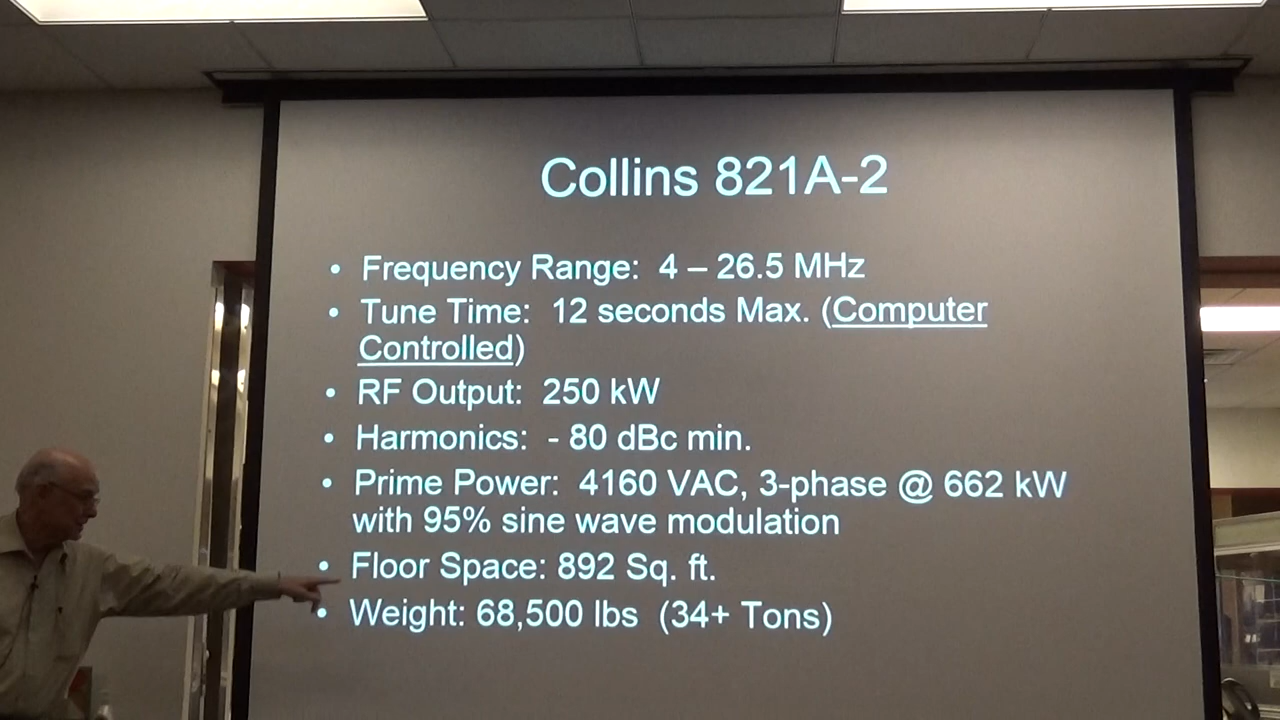 Collins 821A-2
• Frequency Range: 4 – 26.5 MHz
• Tune Time: 12 seconds Max. (Computer
Controlled)
• RF Output: 250 kW
• Harmonics: - 80 dBc min.
• Prime Power: 4160 VAC, 3-phase @ 662 kW
with 95% sine wave modulation
• Floor Space: 892 Sq. ft.
• Weight: 68,500 lbs (34+ Tons)